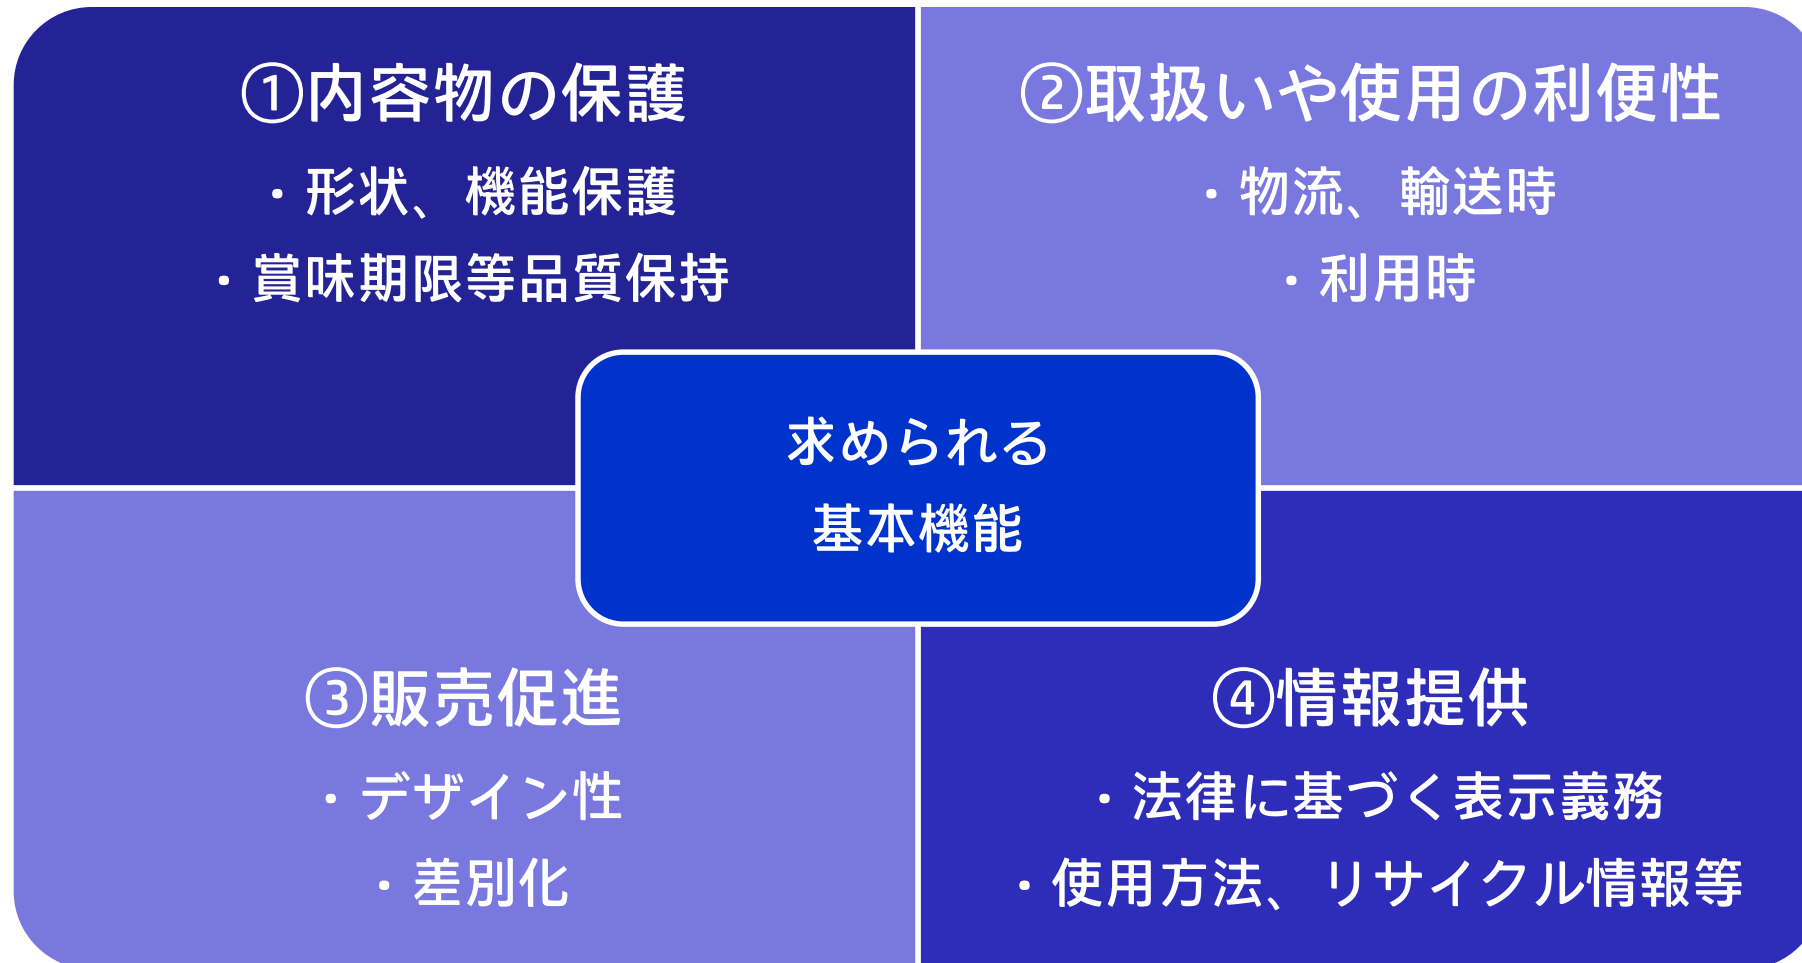 ①内容物の保護
・形状、機能保護
・賞味期限等品質保持
②取扱いや使用の利便性
・物流、輸送時
・利用時
求められる
基本機能
③販売促進
・デザイン性
・差別化
④情報提供
・法律に基づく表示義務
・使用方法、リサイクル情報等